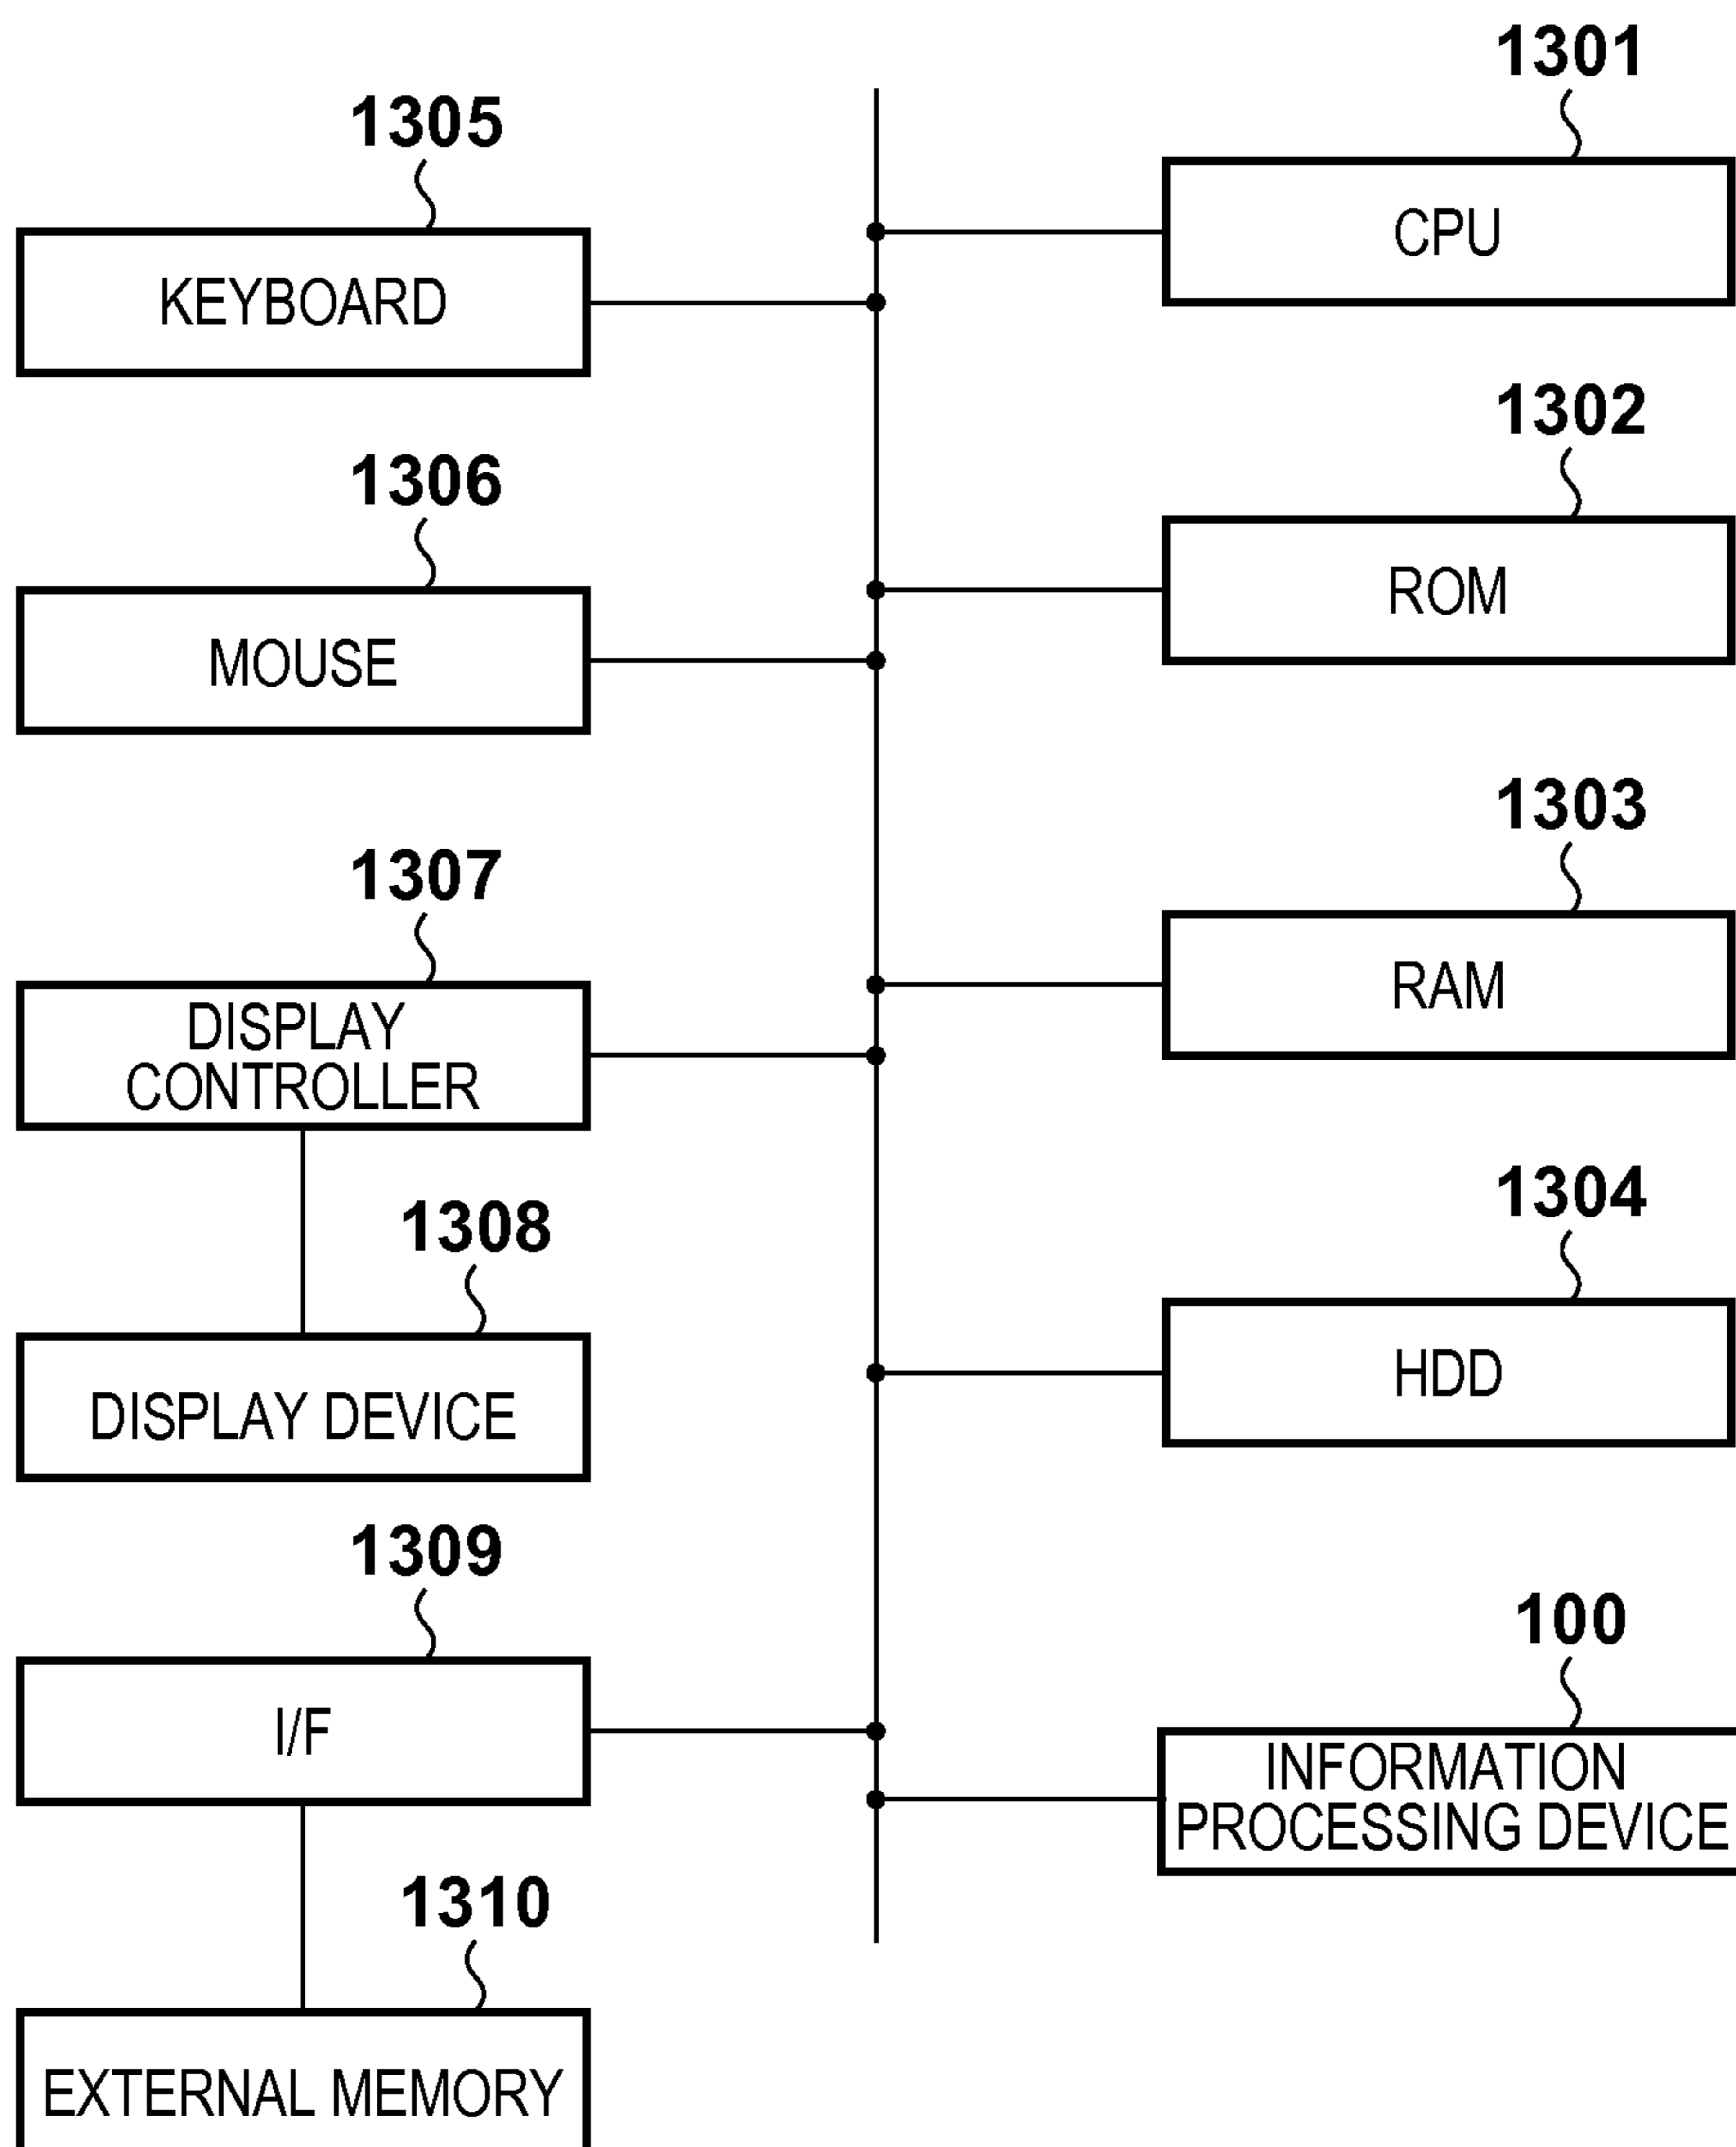 1301
CPU
1305
KEYBOARD
1302
ROM
1306
MOUSE
1303
RAM
1307
DISPLAY
CONTROLLER
1304
HDD
1308
DISPLAY DEVICE
1309
I/F
100
INFORMATION
PROCESSING DEVICE
1310
EXTERNAL MEMORY